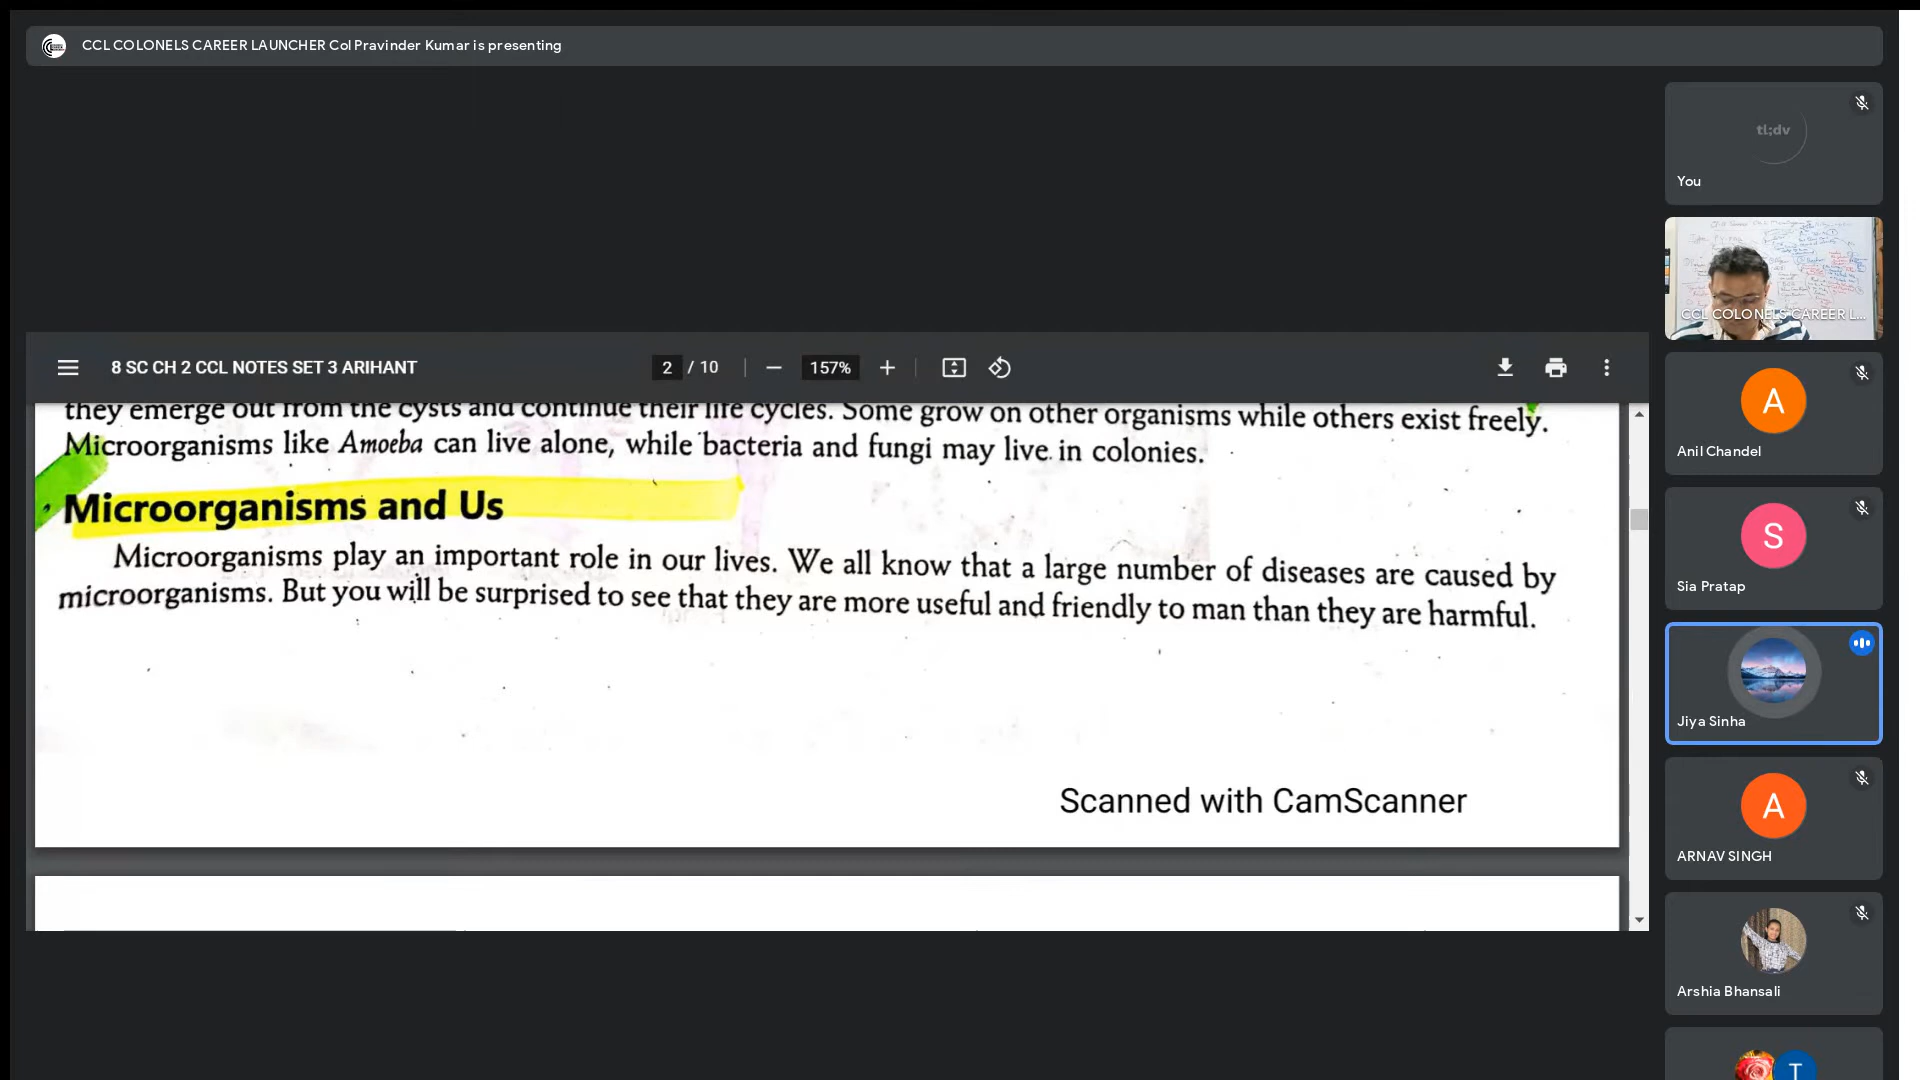 CCL COLONELS CAREER LAUNCHER Col Pravinder Kumar is presenting
8 SC CH 2 CCL NOTES SET 3 ARIHANT
2 / 10
157%
they emerge out from the cysts and continue their life cycles. Some grow on other organisms while others exist freely.
Microorganisms like Amoeba can live alone, while bacteria and fungi may live in colonies.
Microorganisms and Us
Microorganisms play an important role in our lives. We all know that a large number of diseases are caused by
microorganisms. But you will be surprised to see that they are more useful and friendly to man than they are harmful.
Scanned with CamScanner
tl;dv
You
CCL COLONELS CAREER L...
A
Anil Chandel
S
Sia Pratap
Jiya Sinha
A
ARNAV SINGH
Arshia Bhansali
T